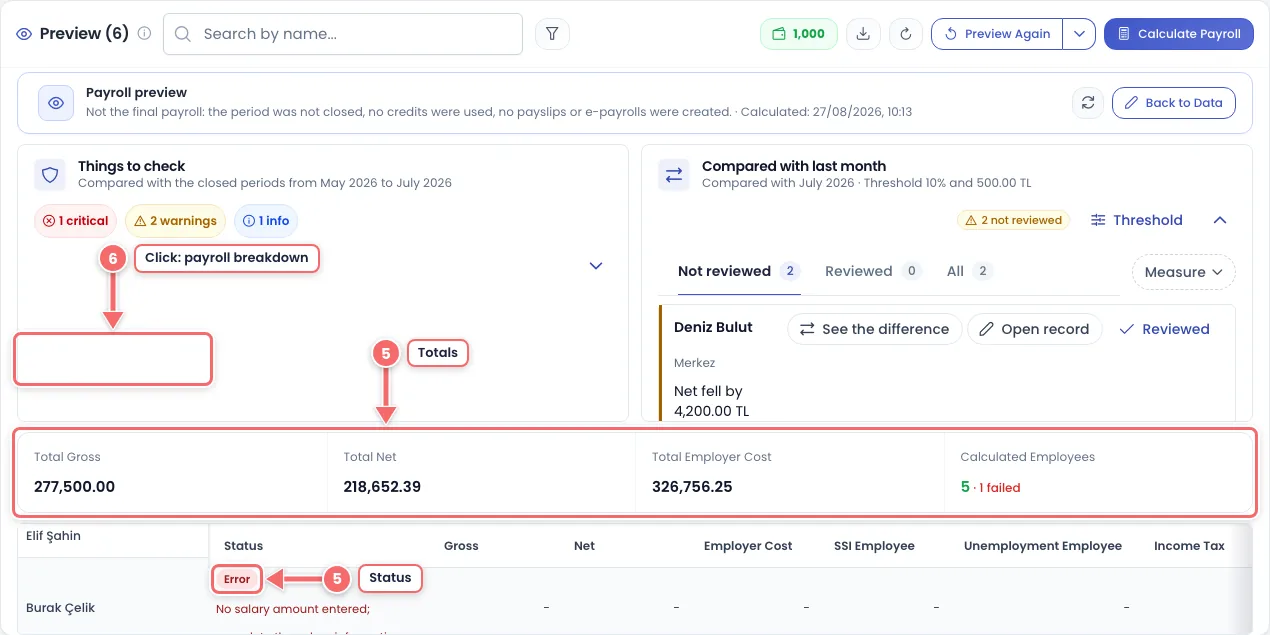 Preview (6)
Search by name...
1,000
Preview Again
Calculate Payroll
Payroll preview
Not the final payroll: the period was not closed, no credits were used, no payslips or e-payrolls were created. · Calculated: 27/08/2026, 10:13
Back to Data
Things to check
Compared with the closed periods from May 2026 to July 2026
1 critical
2 warnings
1 info
6
Click: payroll breakdown
5
Totals
Compared with last month
Compared with July 2026 · Threshold 10% and 500.00 TL
2 not reviewed
Threshold
Not reviewed 2
Reviewed 0
All 2
Measure
Deniz Bulut
See the difference
Open record
Reviewed
Merkez
Net fell by
4,200.00 TL
Total Gross
277,500.00
Total Net
218,652.39
Total Employer Cost
326,756.25
Calculated Employees
5 · 1 failed
Elif Şahin
Status
Gross
Net
Employer Cost
SSI Employee
Unemployment Employee
Income Tax
Error
5
Status
Burak Çelik
No salary amount entered;
- - - - -